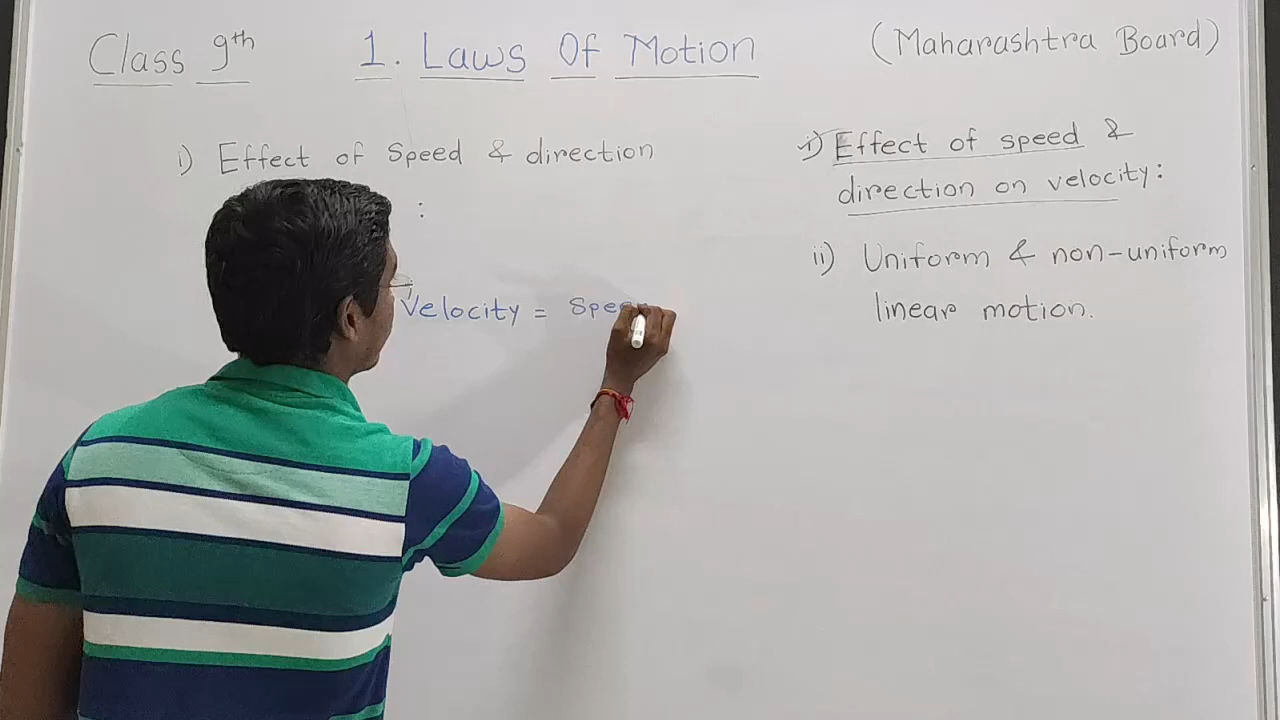 Class 9th 1. Laws Of Motion (Maharashtra Board)
i) Effect of Speed & direction
:
Velocity =
i) Effect of speed &
direction on velocity:
ii) Uniform & non-uniform
linear motion.